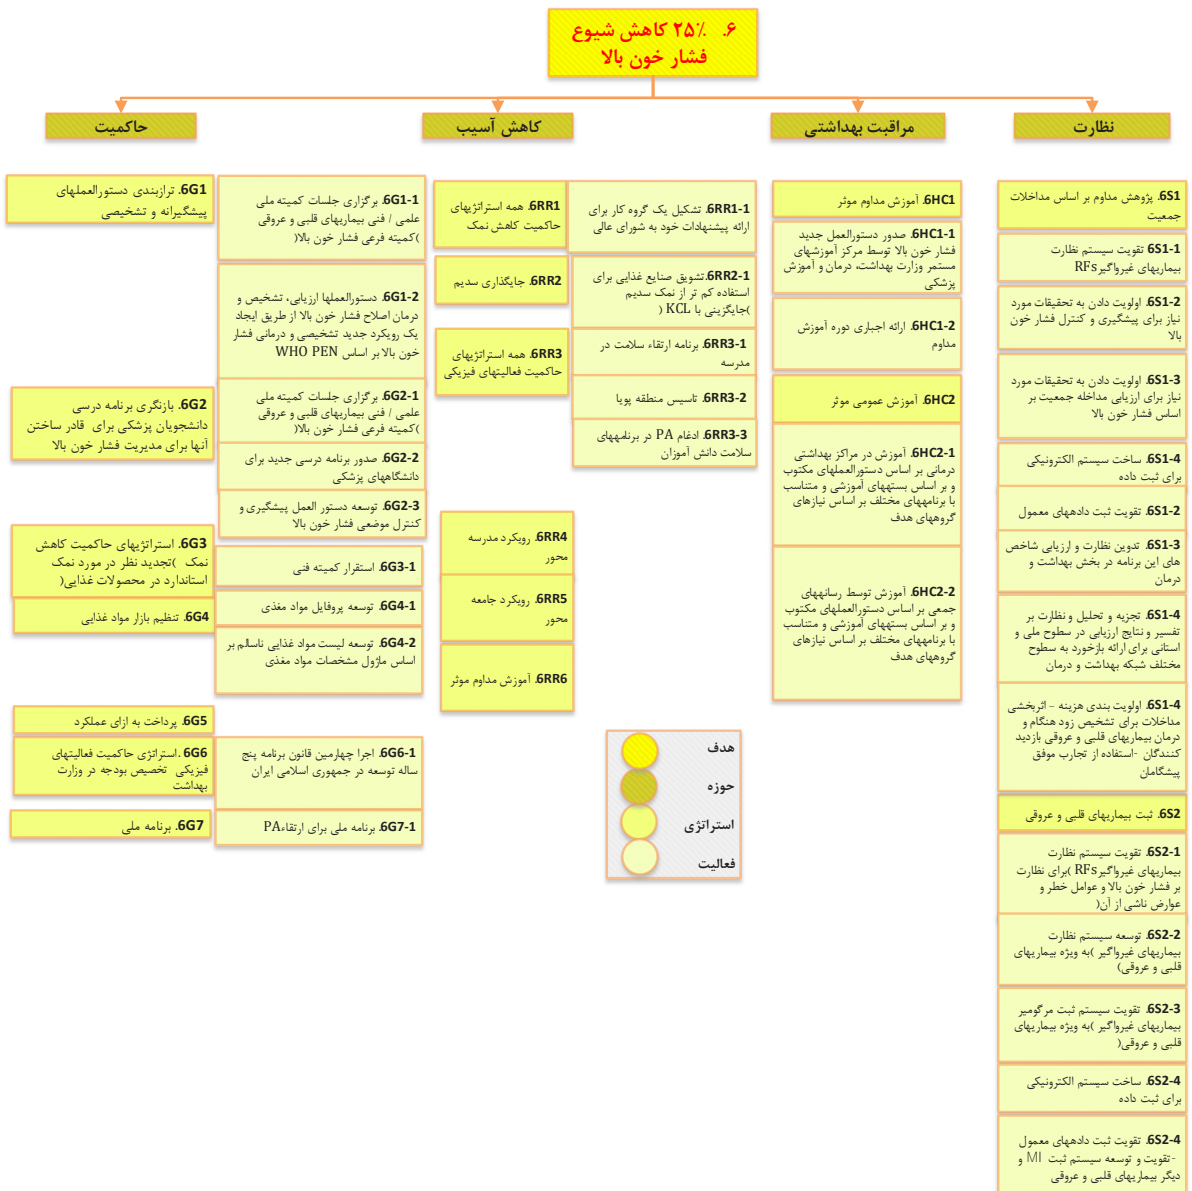 ۶. ۲۵٪ کاهش شیوع
فشار خون بالا
نظارت
مراقبت بهداشتی
کاهش آسیب
حاکمیت
6S1. پژوهش مداوم بر اساس مداخلات
جمعیت
6S1-1 تقویت سیستم نظارت
بیماریهای غیرواگیرRFs
6S1-2. اولویت دادن به تحقیقات مورد
نیاز برای پیشگیری و کنترل فشار خون
بالا
6S1-3. اولویت دادن به تحقیقات مورد
نیاز برای ارزیابی مداخله جمعیت بر
اساس فشار خون بالا
6S1-4. ساخت سیستم الکترونیکی
برای ثبت داده
6S1-2. تقویت ثبت دادههای معمول
6S1-3. تدوین نظارت و ارزیابی شاخص
های این برنامه در بخش بهداشت و
درمان
6S1-4. تجزیه و تحلیل و نظارت بر
تفسیر و نتایج ارزیابی در سطوح ملی و
استانی برای ارائه بازخورد به سطوح
مختلف شبکه بهداشت و درمان
6S1-4. اولویت بندی هزینه - اثربخشی
مداخلات برای تشخیص زود هنگام و
درمان بیماریهای قلبی و عروقی بازدید
کنندگان -استفاده از تجارب موفق
پیشگامان
6S2. ثبت بیماریهای قلبی و عروقی
6S2-1. تقویت سیستم نظارت
بیماریهای غیرواگیرRFs )برای نظارت
بر فشار خون بالا و عوامل خطر و
عوارض ناشی از آن(
6S2-2. توسعه سیستم نظارت
بیماریهای غیرواگیر )به ویژه بیماریهای
قلبی و عروقی)
6S2-3. تقویت سیستم ثبت مرگومیر
بیماریهای غیرواگیر )به ویژه بیماریهای
قلبی و عروقی(
6S2-4. ساخت سیستم الکترونیکی
برای ثبت داده
6S2-4. تقویت ثبت دادههای معمول
-تقویت و توسعه سیستم ثبت MI و
دیگر بیماریهای قلبی و عروقی
6HC1. آموزش مداوم موثر
6HC1-1. صدور دستورالعمل جدید
فشار خون بالا توسط مرکز آموزشهای
مستمر وزارت بهداشت، درمان و آموزش
پزشکی
6HC1-2. ارائه اجباری دوره آموزش
مداوم
6HC2. آموزش عمومی موثر
6HC2-1. آموزش در مراکز بهداشتی
درمانی بر اساس دستورالعملهای مکتوب
و بر اساس بستههای آموزشی و متناسب
با برنامههای مختلف بر اساس نیازهای
گروههای هدف
6HC2-2. آموزش توسط رسانههای
جمعی بر اساس دستورالعملهای مکتوب
و بر اساس بستههای آموزشی و متناسب
با برنامههای مختلف بر اساس نیازهای
گروههای هدف
6RR1. همه استراتژیهای
حاکمیت کاهش نمک
6RR1-1. تشکیل یک گروه کار برای
ارائه پیشنهادات خود به شورای عالی
6RR2. جایگذاری سدیم
6RR2-1.تشویق صنایع غذایی برای
استفاده کم تر از نمک سدیم
)جایگزینی با KCL (
6RR3. همه استراتژیهای
حاکمیت فعالیتهای فیزیکی
6RR3-1. برنامه ارتقاء سلامت در
مدرسه
6RR3-2. تاسیس منطقه پویا
6RR3-3. ادغام PA در برنامههای
سلامت دانش آموزان
6RR4. رویکرد مدرسه
محور
6RR5. رویکرد جامعه
محور
6RR6. آموزش مداوم موثر
6G1. ترازبندی دستورالعملهای
پیشگیرانه و تشخیصی
6G1-1. برگزاری جلسات کمیته ملی
علمی / فنی بیماریهای قلبی و عروقی
)کمیته فرعی فشار خون بالا(
6G1-2. دستورالعملها ارزیابی، تشخیص و
درمان اصلاح فشار خون بالا از طریق ایجاد
یک رویکرد جدید تشخیصی و درمانی فشار
خون بالا بر اساس WHO PEN
6G2. بازنگری برنامه درسی
دانشجویان پزشکی برای قادر ساختن
آنها برای مدیریت فشار خون بالا
6G2-1. برگزاری جلسات کمیته ملی
علمی / فنی بیماریهای قلبی و عروقی
)کمیته فرعی فشار خون بالا(
6G2-2. صدور برنامه درسی جدید برای
دانشگاههای پزشکی
6G2-3. توسعه دستور العمل پیشگیری و
کنترل موضعی فشار خون بالا
6G3. استراتژیهای حاکمیت کاهش
نمک )تجدید نظر در مورد نمک
استاندارد در محصولات غذایی(
6G3-1. استقرار کمیته فنی
6G4. تنظیم بازار مواد غذایی
6G4-1. توسعه پروفایل مواد مغذی
6G4-2. توسعه لیست مواد غذایی ناسالم بر
اساس ماژول مشخصات مواد مغذی
6G5. پرداخت به ازای عملکرد
6G6 .استراتژی حاکمیت فعالیتهای
فیزیکی تخصیص بودجه در وزارت
بهداشت
6G6-1. اجرا چهارمین قانون برنامه پنج
ساله توسعه در جمهوری اسلامی ایران
6G7. برنامه ملی
6G7-1. برنامه ملی برای ارتقاءPA
هدف
حوزه
استراتژی
فعالیت